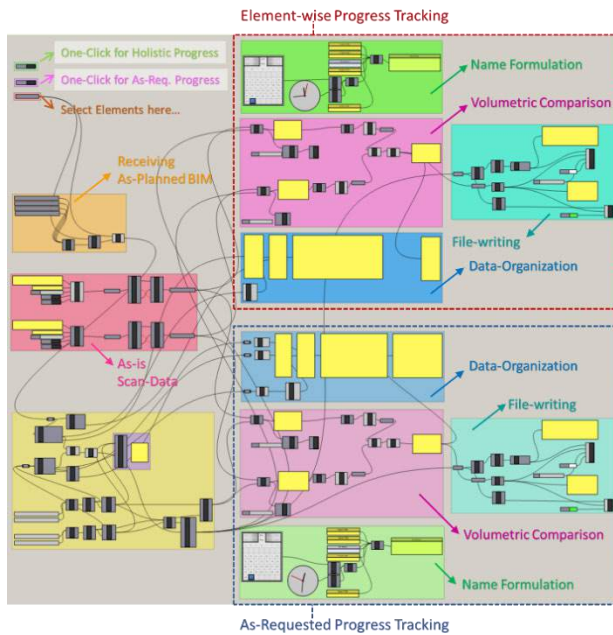 Element-wise Progress Tracking
One-Click for Holistic Progress
One-Click for As-Req. Progress
Select Elements here...
Name Formulation
Volumetric Comparison
Receiving
As-Planned BIM
File-writing
Data-Organization
As-is
Scan-Data
Data-Organization
File-writing
Volumetric Comparison
Name Formulation
As-Requested Progress Tracking